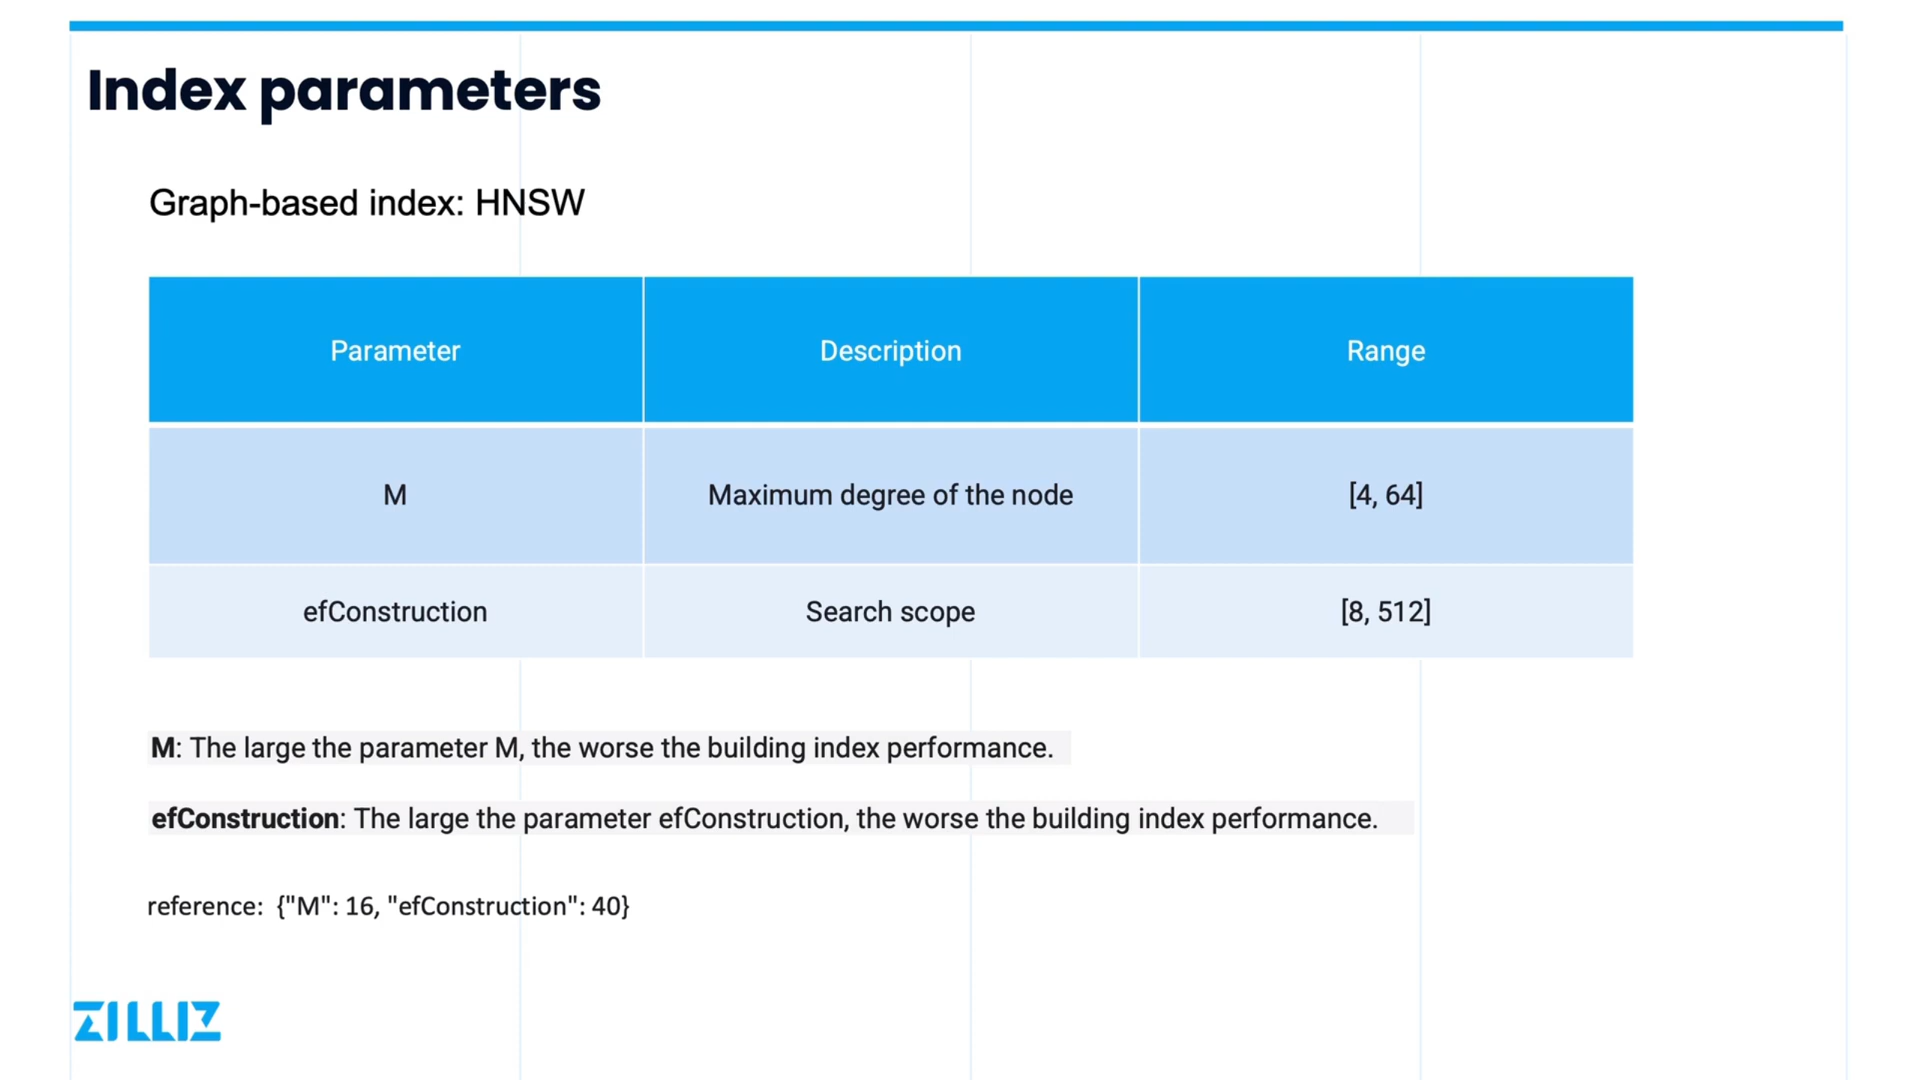 Index parameters
Graph-based index: HNSW
Parameter Description Range
M Maximum degree of the node [4, 64]
efConstruction Search scope [8, 512]
M: The large the parameter M, the worse the building index performance.
efConstruction: The large the parameter efConstruction, the worse the building index performance.
reference: {"M": 16, "efConstruction": 40}
ZILLIZ